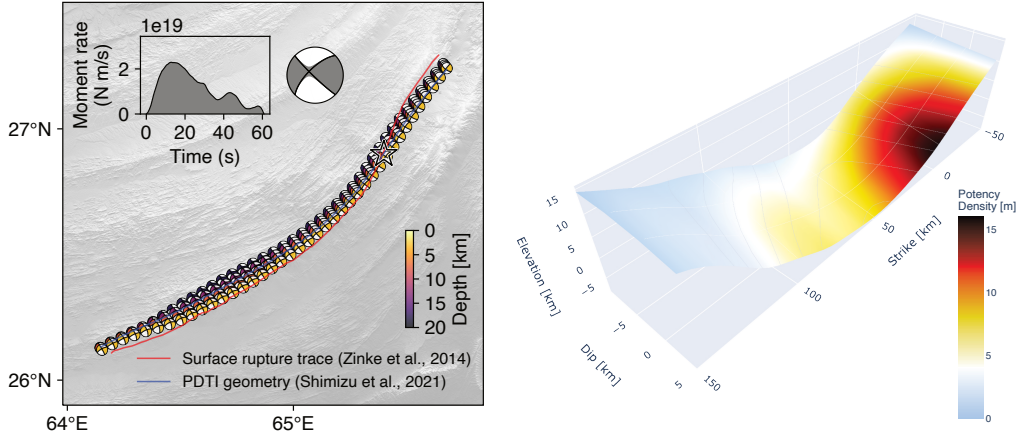 1e19
Moment rate
(N m/s)
2
0
0 20 40 60
Time (s)
27°N
26°N
64°E
65°E
0
5
10
15
20
Depth [km]
Surface rupture trace (Zinke et al., 2014)
PDTI geometry (Shimizu et al., 2021)
15
10
5
0
−5
Elevation [km]
−5
0
5
Dip [km]
150
100
50
0
−50
Strike [km]
Potency
Density [m]
15
10
5
0